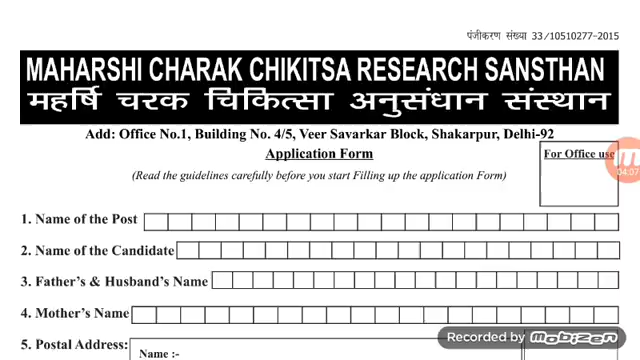 पंजीकरण संख्या 33/10510277-2015
MAHARSHI CHARAK CHIKITSA RESEARCH SANSTHAN
महर्षि चरक चिकित्सा अनुसंधान संस्थान
Add: Office No.1, Building No. 4/5, Veer Savarkar Block, Shakarpur, Delhi-92
Application Form
For Office use
04:07
(Read the guidelines carefully before you start Filling up the application Form)
1. Name of the Post
2. Name of the Candidate
3. Father's & Husband's Name
4. Mother's Name
Recorded by mobizen
5. Postal Address:
Name :-